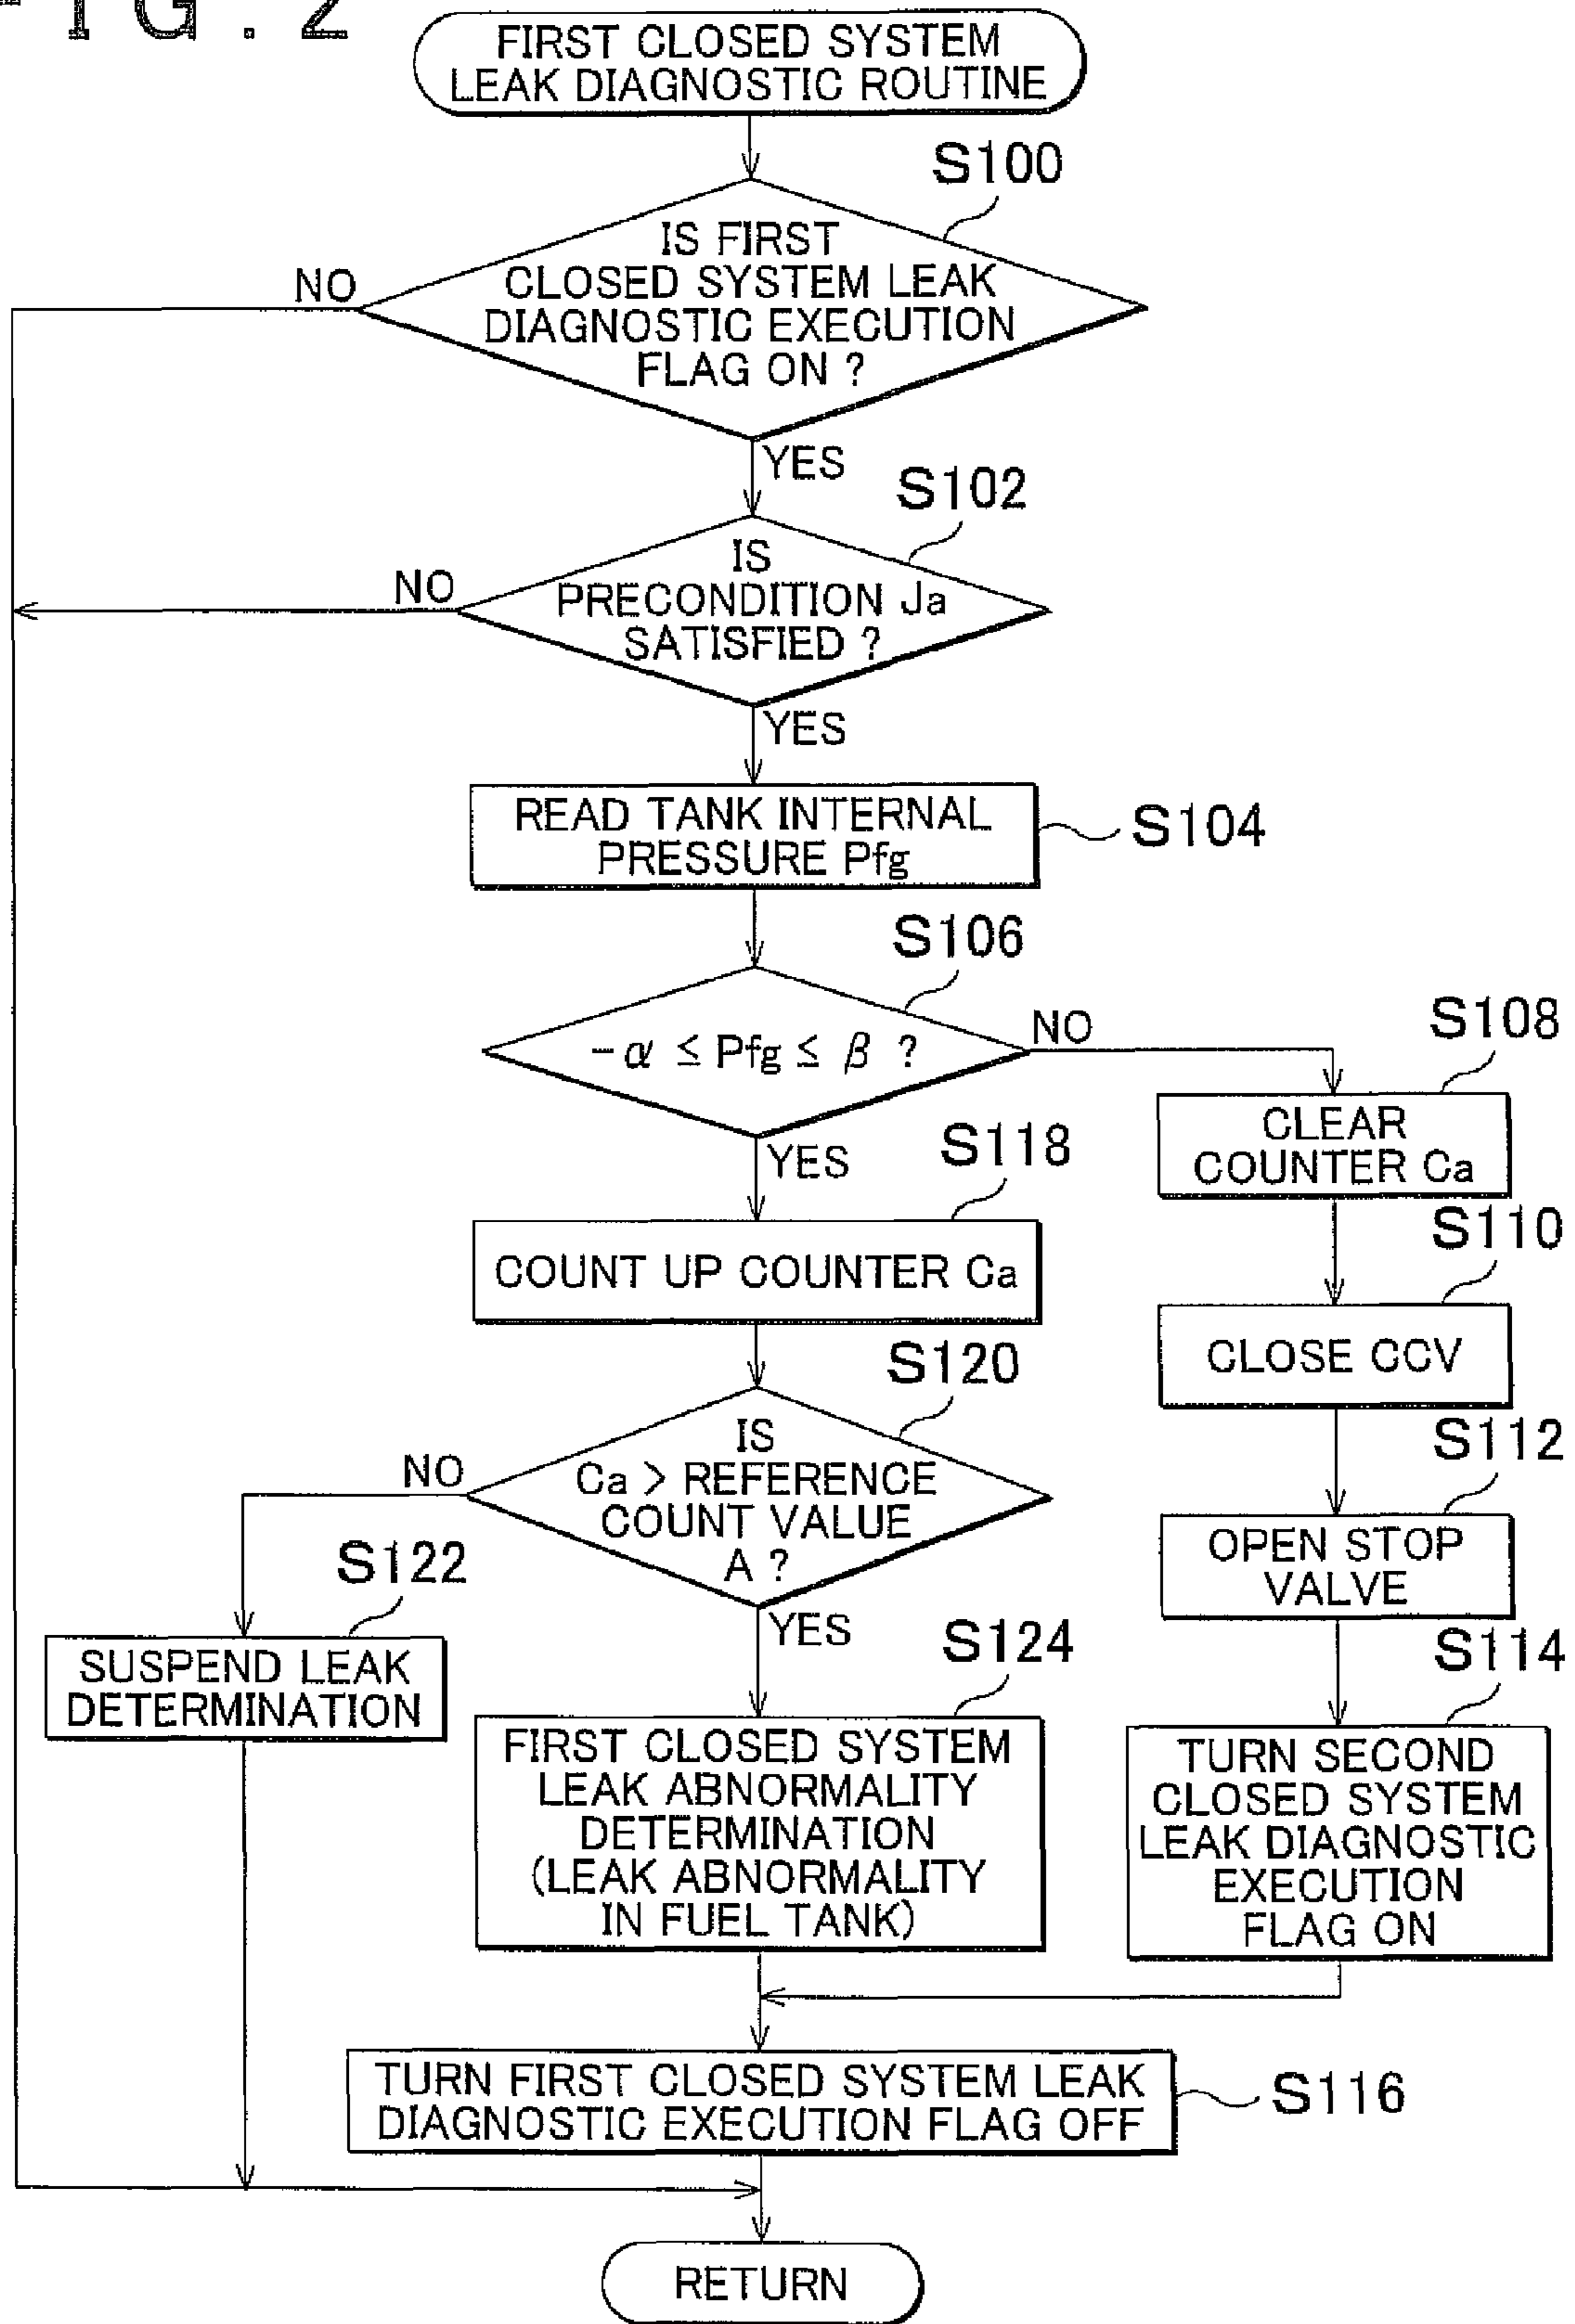 FIG. 2
FIRST CLOSED SYSTEM
LEAK DIAGNOSTIC ROUTINE
S100
IS FIRST
CLOSED SYSTEM LEAK
DIAGNOSTIC EXECUTION
FLAG ON ?
NO
YES
S102
IS
PRECONDITION Ja
SATISFIED ?
NO
YES
READ TANK INTERNAL
PRESSURE Pfg
S104
S106
-α ≤ Pfg ≤ β ?
NO
YES
S108
CLEAR
COUNTER Ca
S118
COUNT UP COUNTER Ca
S110
CLOSE CCV
S120
IS
Ca > REFERENCE
COUNT VALUE
A ?
NO
YES
S112
OPEN STOP
VALVE
S122
SUSPEND LEAK
DETERMINATION
S124
FIRST CLOSED SYSTEM
LEAK ABNORMALITY
DETERMINATION
(LEAK ABNORMALITY
IN FUEL TANK)
S114
TURN SECOND
CLOSED SYSTEM
LEAK DIAGNOSTIC
EXECUTION
FLAG ON
TURN FIRST CLOSED SYSTEM LEAK
DIAGNOSTIC EXECUTION FLAG OFF
S116
RETURN